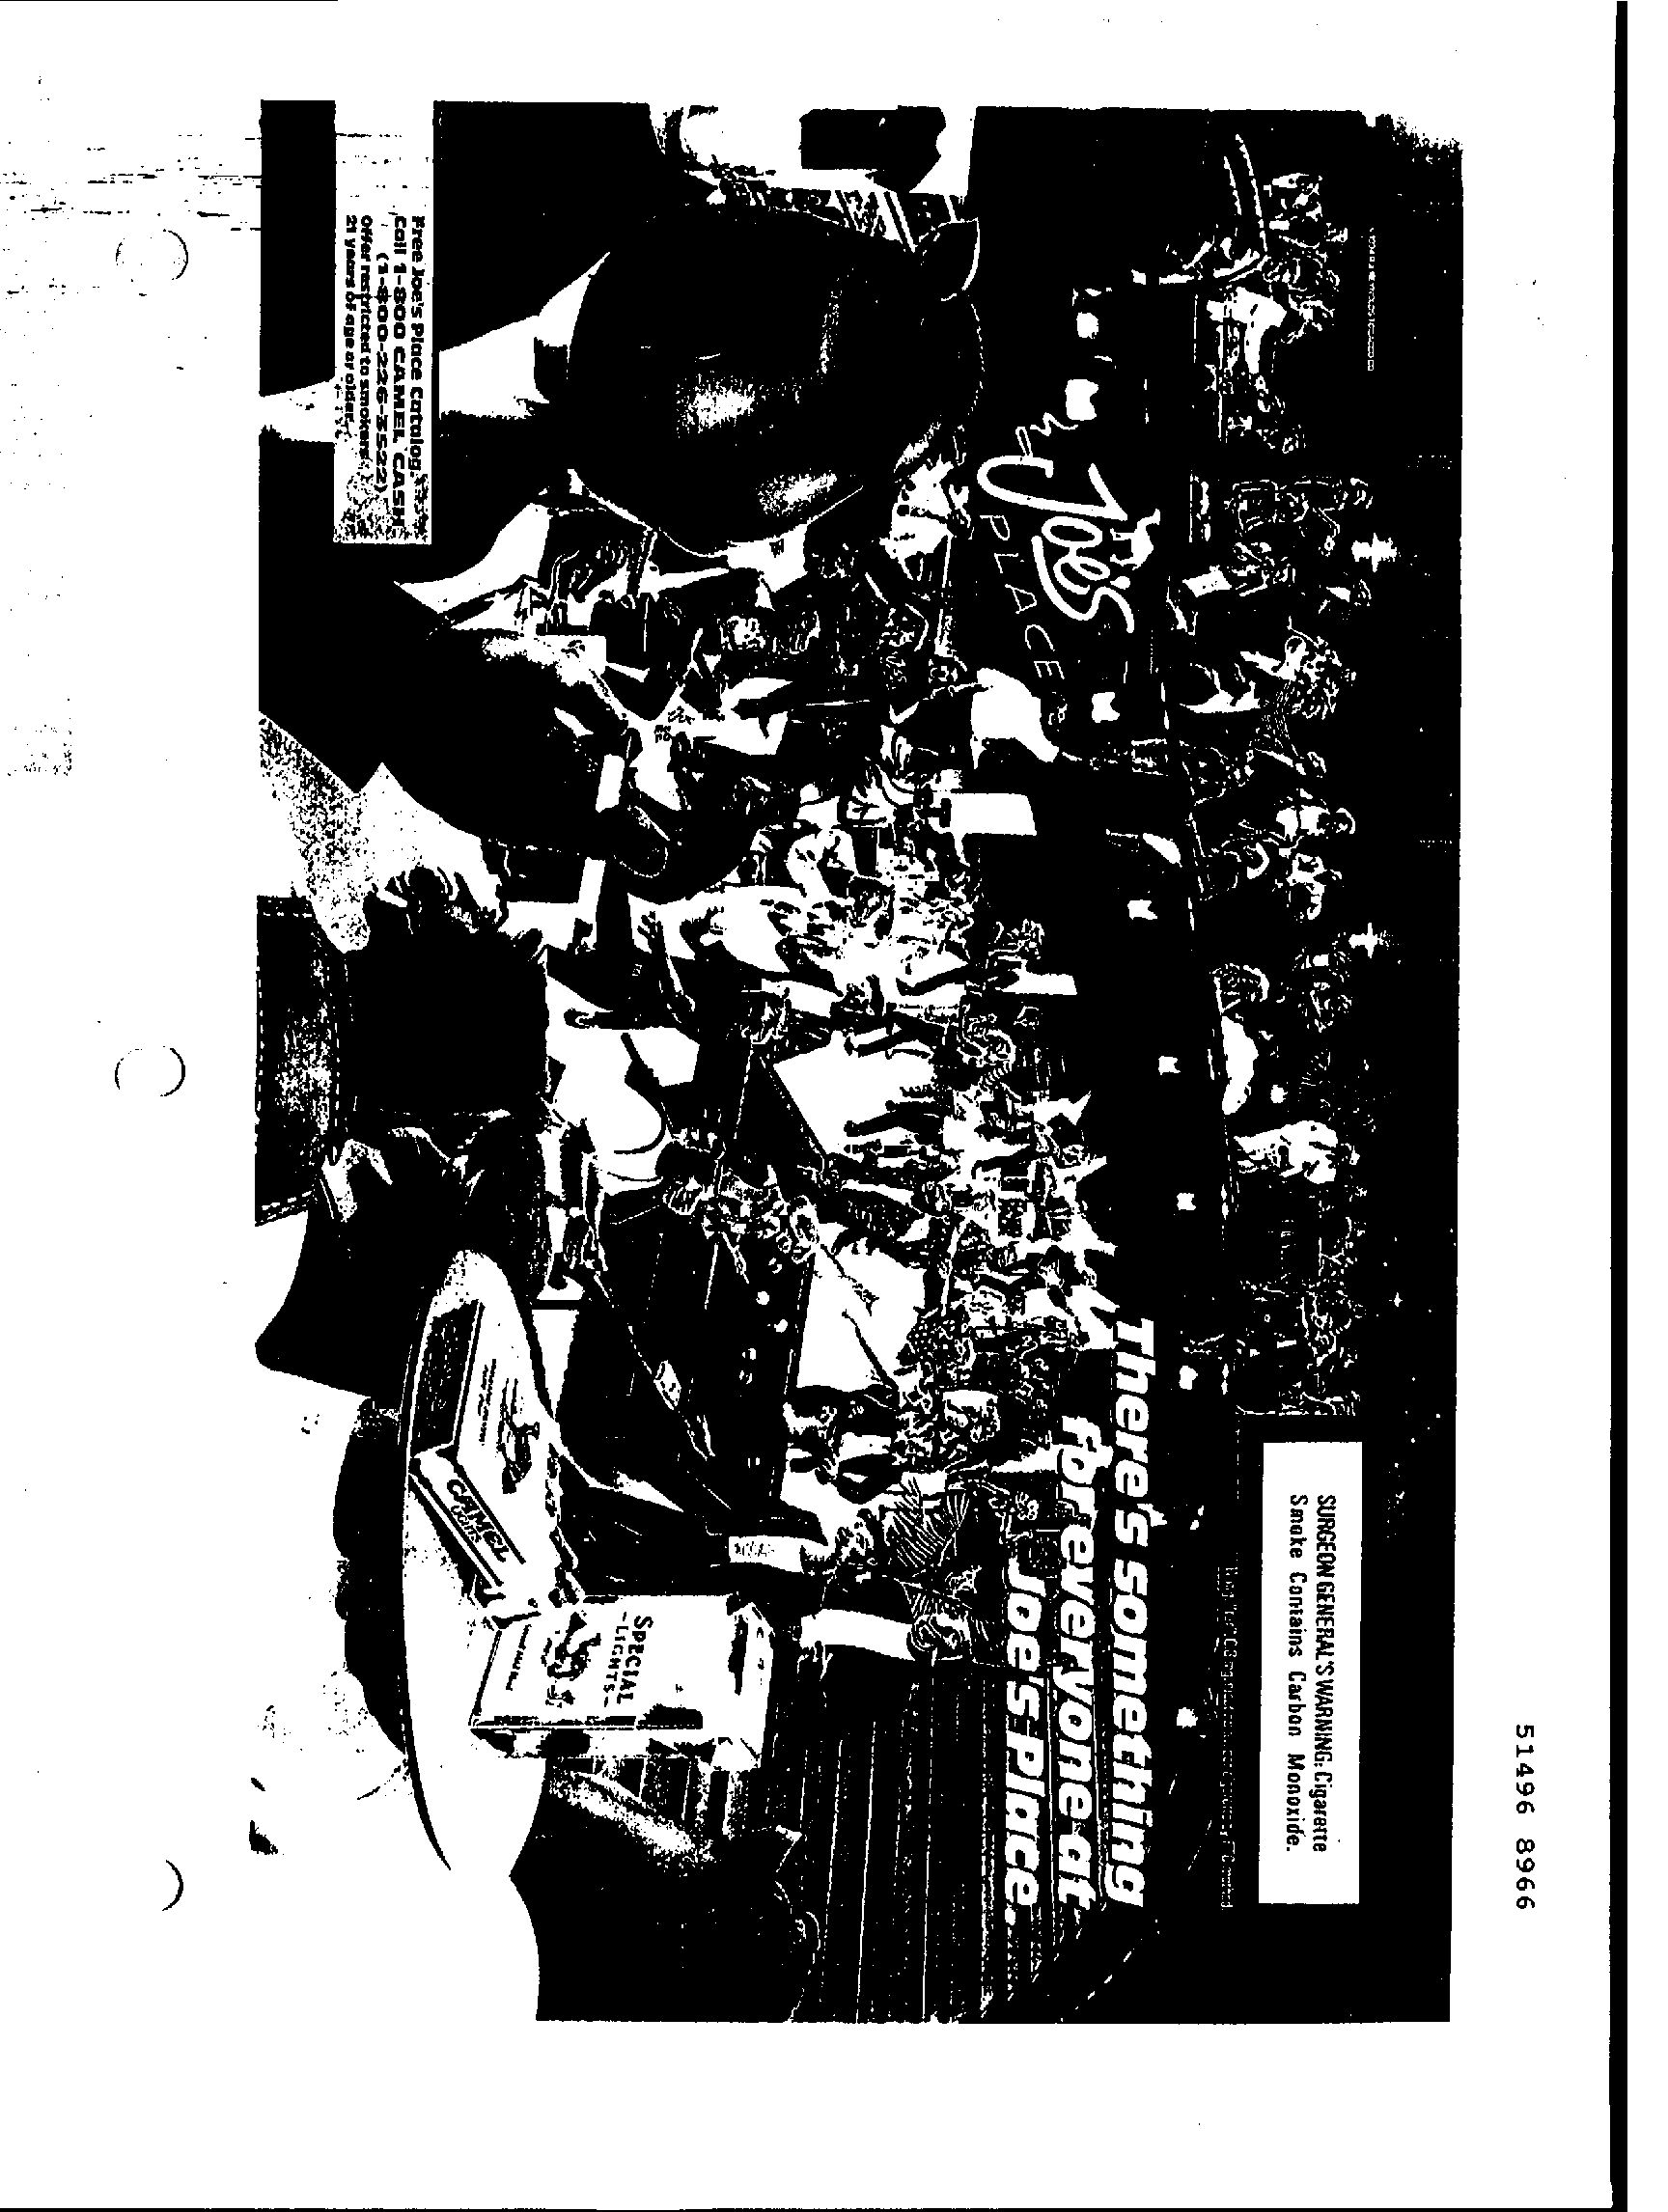 Joe's
PLACE
There's something
for everyone at
Joe's Place.
SURGEON GENERAL'S WARNING: Cigarette
Smoke Contains Carbon Monoxide.
CAMEL
LIGHTS
SPECIAL
-LIGHTS-
Free Joe's Place Catalog.
Call 1-800 CAMEL CASH
(1-800-226-3522)
Offer restricted to smokers
21 years of age or older.
51496 8966